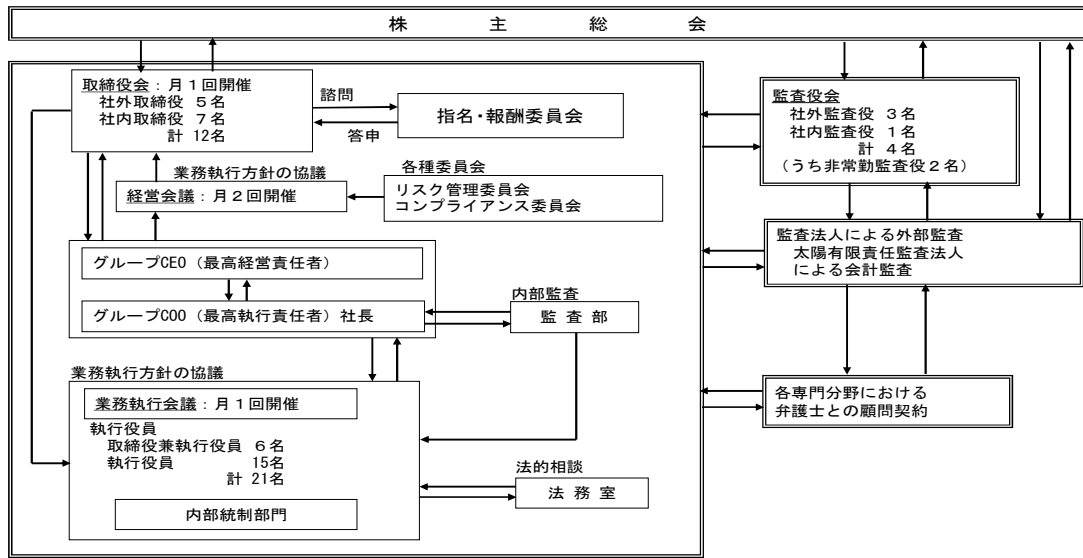 株主総会
取締役会：月１回開催
社外取締役 ５名
社内取締役 ７名
計 12名
諮問
答申
指名・報酬委員会
業務執行方針の協議
経営会議：月２回開催
各種委員会
リスク管理委員会
コンプライアンス委員会
グループCEO（最高経営責任者）
グループCOO（最高執行責任者）社長
内部監査
監査部
業務執行方針の協議
業務執行会議：月１回開催
執行役員
取締役兼執行役員 ６名
執行役員 15名
計 21名
内部統制部門
法的相談
法務室
監査役会
社外監査役 ３名
社内監査役 １名
計 ４名
（うち非常勤監査役２名）
監査法人による外部監査
太陽有限責任監査法人
による会計監査
各専門分野における
弁護士との顧問契約